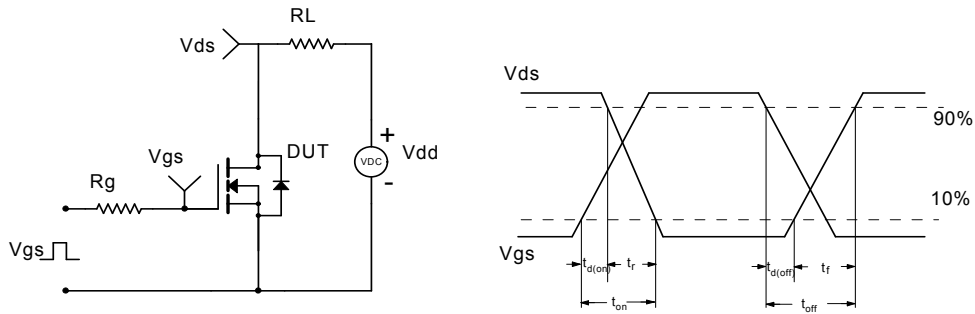 RL
Vds
Vgs
DUT
+
VDC
Vdd
-
Rg
Vgs
Vds
90%
10%
Vgs
td(on)
tr
td(off)
tf
ton
toff